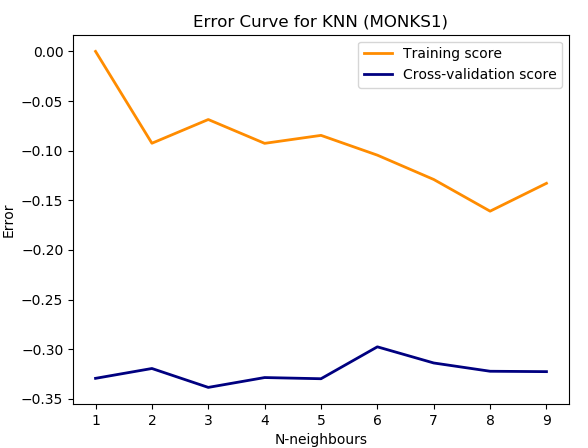 Error Curve for KNN (MONKS1)
Training score
Cross-validation score
0.00
−0.05
−0.10
−0.15
−0.20
−0.25
−0.30
−0.35
Error
1 2 3 4 5 6 7 8 9
N-neighbours